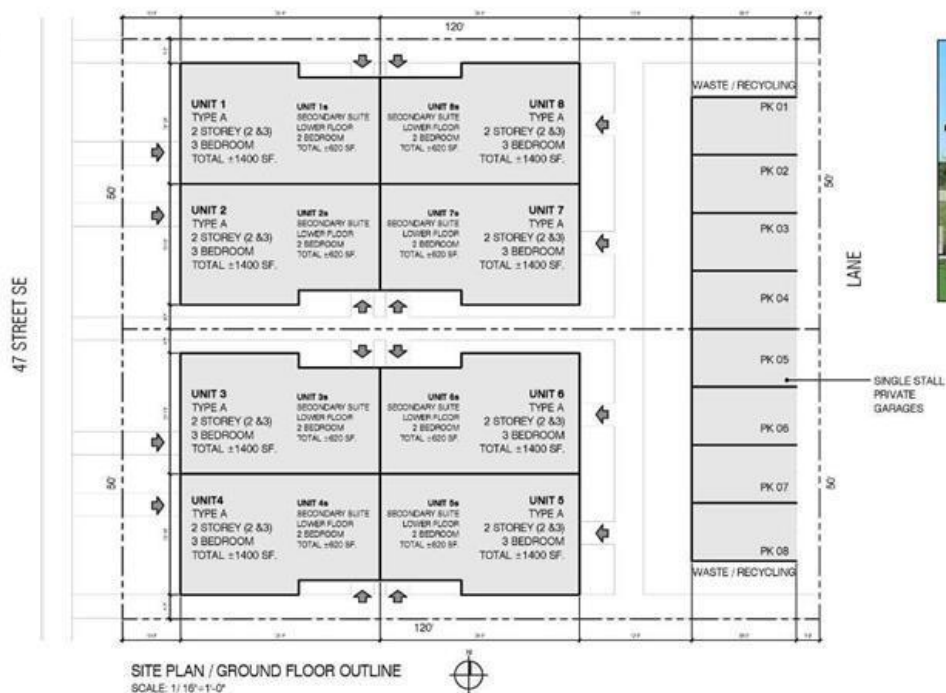 120'
WASTE / RECYCLING
UNIT 1
TYPE A
2 STOREY (2 &3)
3 BEDROOM
TOTAL ±1400 SF.
UNIT 1s
SECONDARY SUITE
LOWER FLOOR
2 BEDROOM
TOTAL ±620 SF.
UNIT 8s
SECONDARY SUITE
LOWER FLOOR
2 BEDROOM
TOTAL ±620 SF.
UNIT 8
TYPE A
2 STOREY (2 &3)
3 BEDROOM
TOTAL ±1400 SF.
PK 01
PK 02
50'
50'
UNIT 2
TYPE A
2 STOREY (2 &3)
3 BEDROOM
TOTAL ±1400 SF.
UNIT 2s
SECONDARY SUITE
LOWER FLOOR
2 BEDROOM
TOTAL ±620 SF.
UNIT 7s
SECONDARY SUITE
LOWER FLOOR
2 BEDROOM
TOTAL ±620 SF.
UNIT 7
TYPE A
2 STOREY (2 &3)
3 BEDROOM
TOTAL ±1400 SF.
PK 03
PK 04
LANE
47 STREET SE
PK 05
SINGLE STALL
PRIVATE
GARAGES
UNIT 3
TYPE A
2 STOREY (2 &3)
3 BEDROOM
TOTAL ±1400 SF.
UNIT 3s
SECONDARY SUITE
LOWER FLOOR
2 BEDROOM
TOTAL ±620 SF.
UNIT 6s
SECONDARY SUITE
LOWER FLOOR
2 BEDROOM
TOTAL ±620 SF.
UNIT 6
TYPE A
2 STOREY (2 &3)
3 BEDROOM
TOTAL ±1400 SF.
PK 06
PK 07
50'
50'
UNIT4
TYPE A
2 STOREY (2 &3)
3 BEDROOM
TOTAL ±1400 SF.
UNIT 4s
SECONDARY SUITE
LOWER FLOOR
2 BEDROOM
TOTAL ±620 SF.
UNIT 5s
SECONDARY SUITE
LOWER FLOOR
2 BEDROOM
TOTAL ±620 SF.
UNIT 5
TYPE A
2 STOREY (2 &3)
3 BEDROOM
TOTAL ±1400 SF.
PK 08
WASTE / RECYCLING
120'
SITE PLAN / GROUND FLOOR OUTLINE
SCALE: 1/16"=1'-0"
N